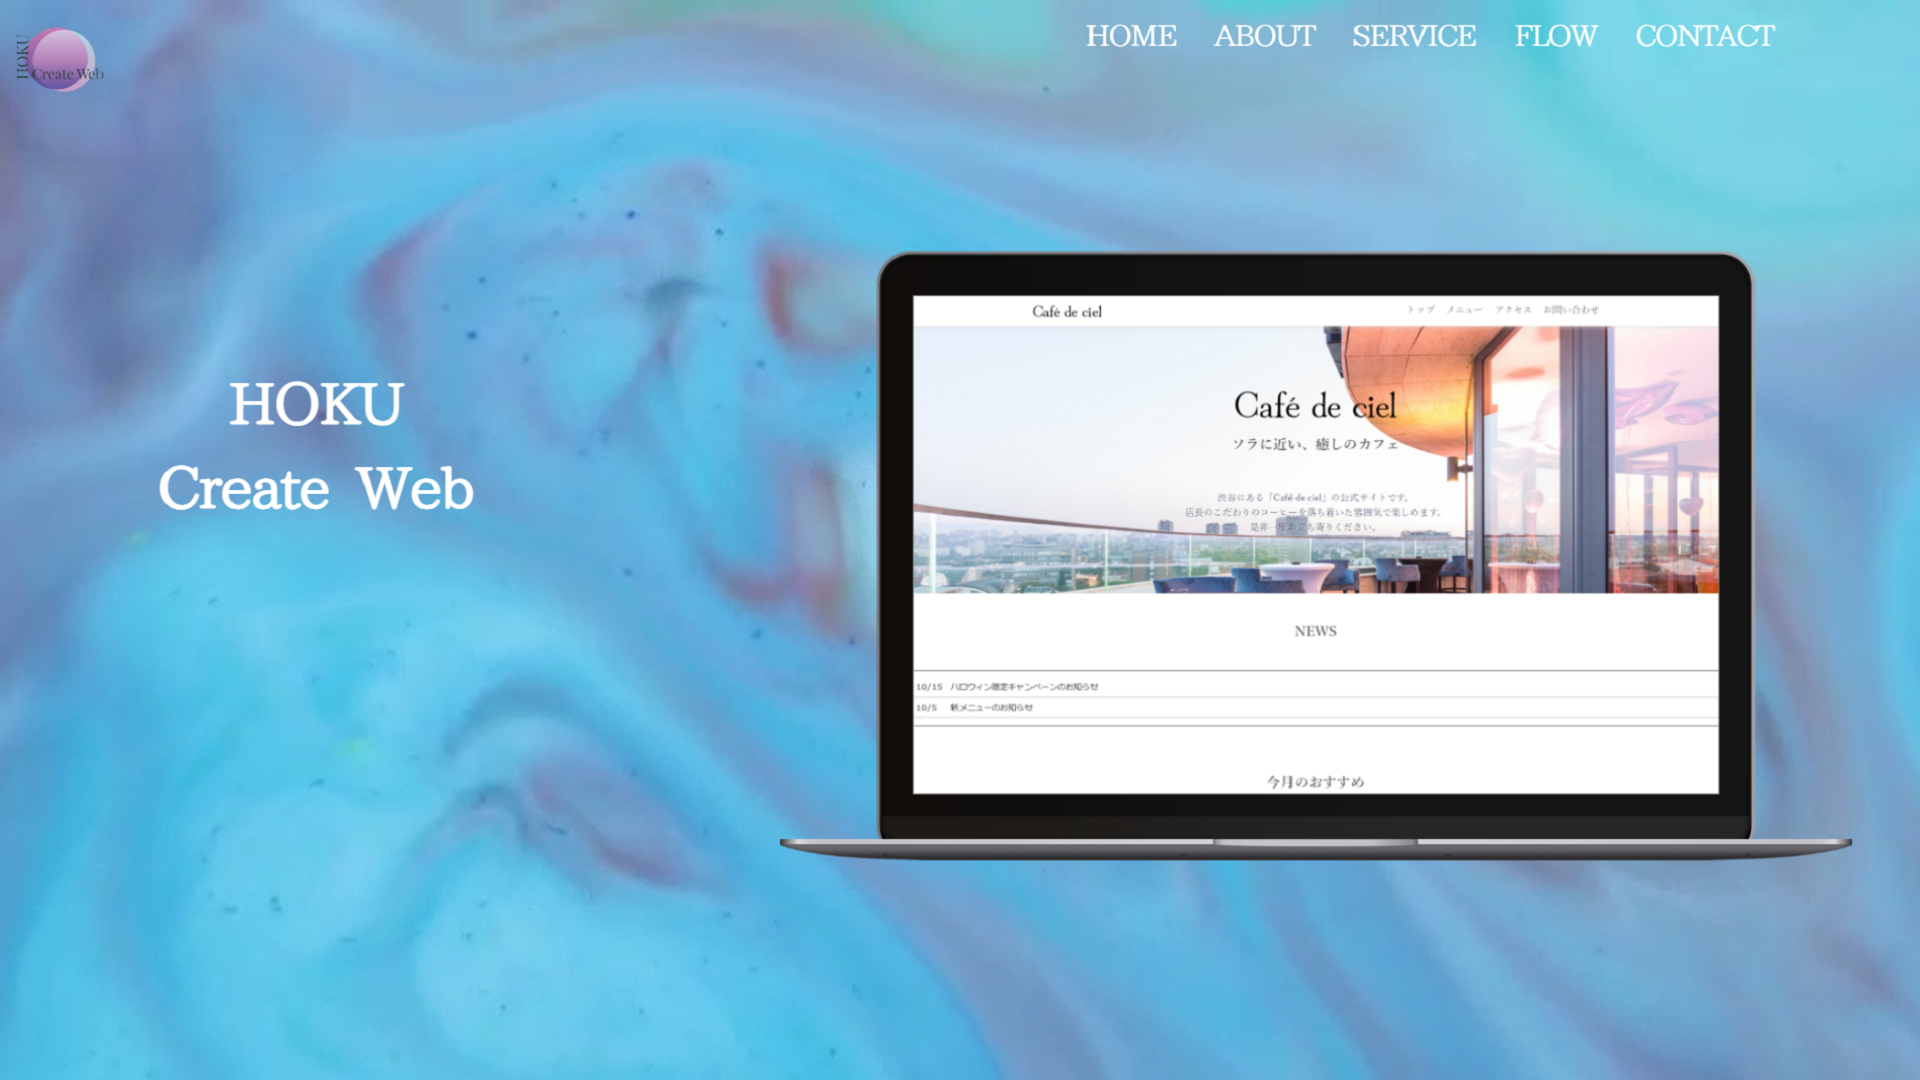 HOKU
Create Web
HOME ABOUT SERVICE FLOW CONTACT
HOKU
Create Web
Café de ciel
トップ メニュー アクセス お問い合わせ
Café de ciel
ソラに近い、癒しのカフェ
渋谷にある「Café de ciel」の公式サイトです。
店長のこだわりのコーヒーを落ち着いた雰囲気で楽しめます。
是非一度お立ち寄りください。
NEWS
10/15 ハロウィン限定キャンペーンのお知らせ
10/5 新メニューのお知らせ
今月のおすすめ